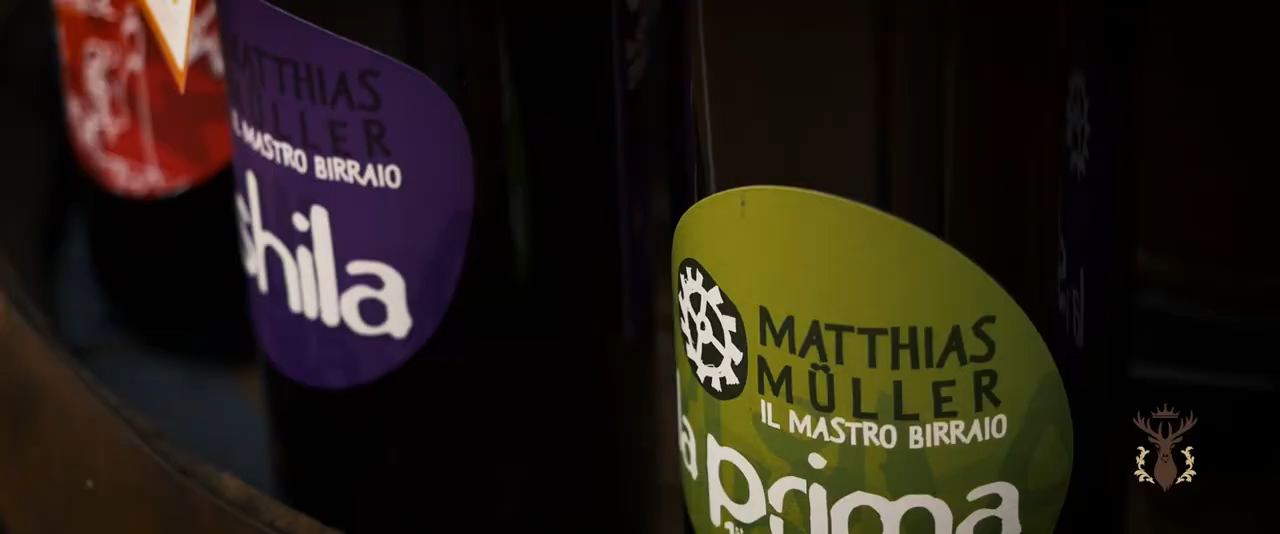 MATTHIAS
MÜLLER
IL MASTRO BIRRAIO
shila
MATTHIAS
MÜLLER
IL MASTRO BIRRAIO
la prima